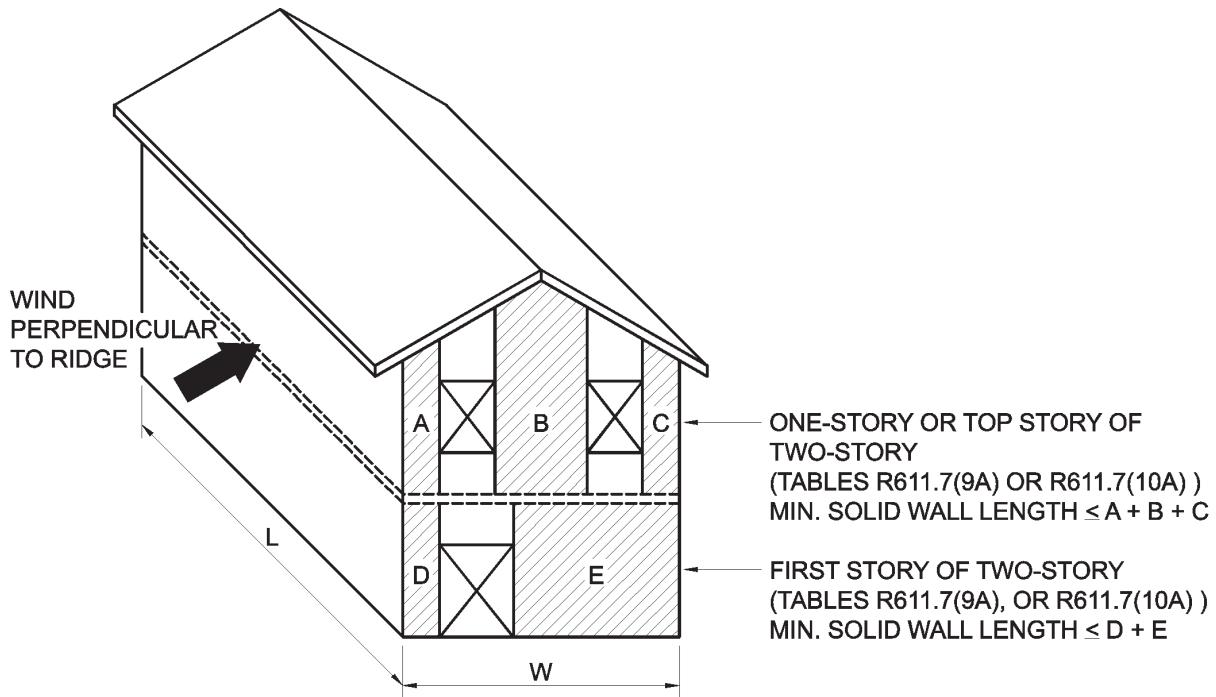 WIND
PERPENDICULAR
TO RIDGE
A
B
C
ONE-STORY OR TOP STORY OF
TWO-STORY
(TABLES R611.7(9A) OR R611.7(10A) )
MIN. SOLID WALL LENGTH ≤ A + B + C
L
D
E
FIRST STORY OF TWO-STORY
(TABLES R611.7(9A), OR R611.7(10A) )
MIN. SOLID WALL LENGTH ≤ D + E
W